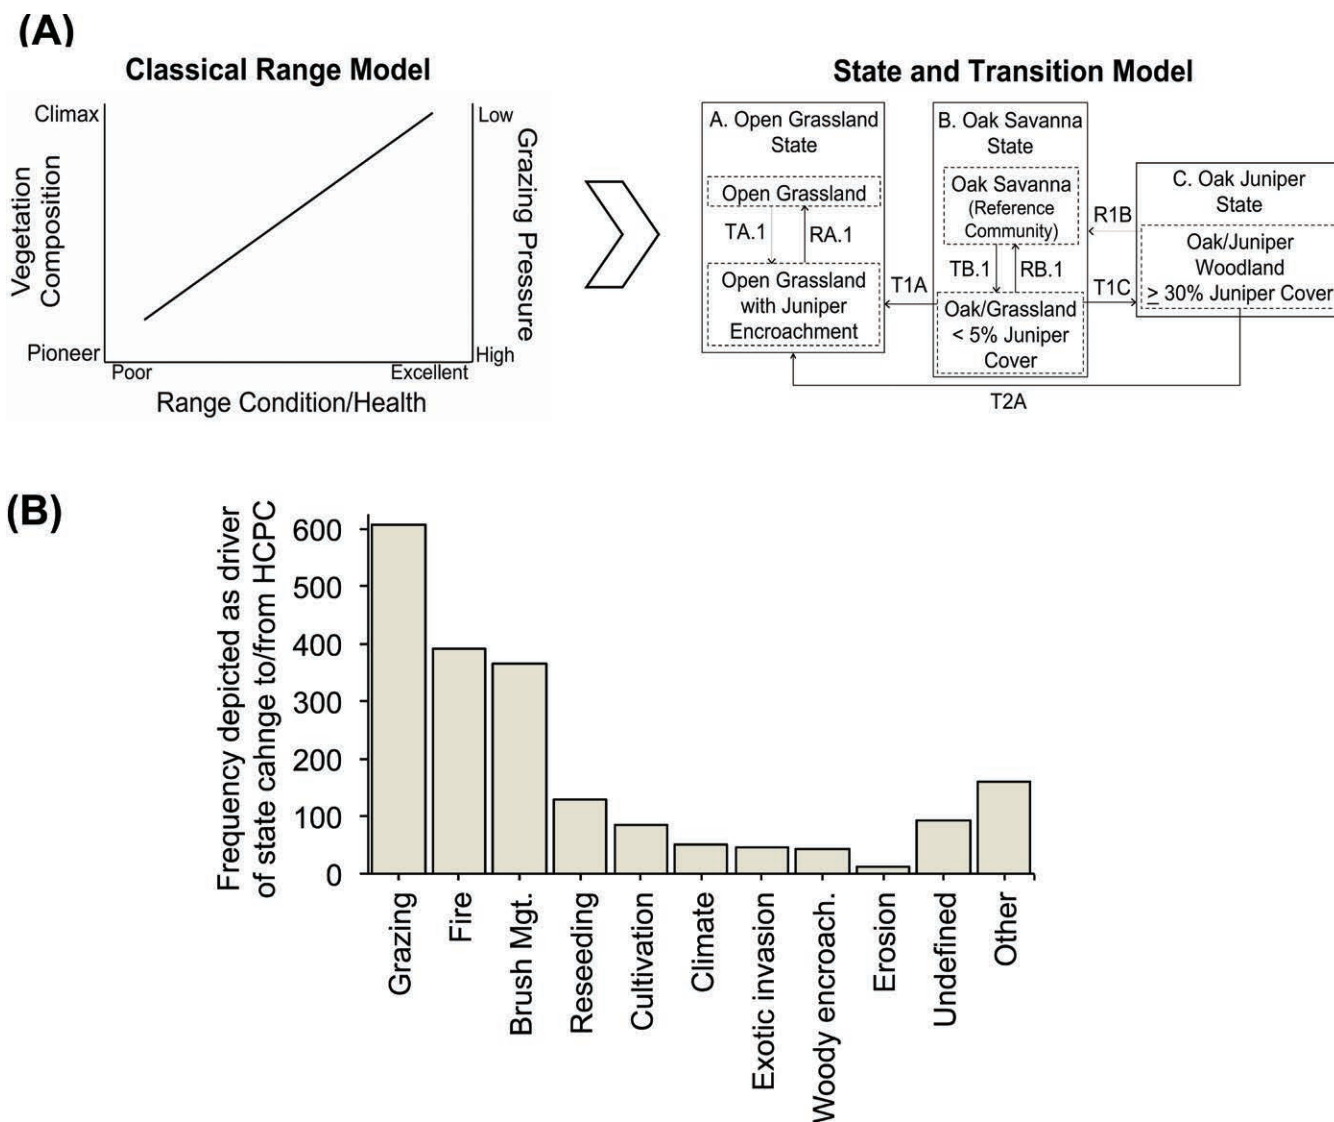 (A)
Classical Range Model
Climax
Pioneer
Vegetation
Composition
Low
High
Grazing Pressure
Poor
Excellent
Range Condition/Health
State and Transition Model
A. Open Grassland
State
Open Grassland
TA.1
RA.1
Open Grassland
with Juniper
Encroachment
T1A
B. Oak Savanna
State
Oak Savanna
(Reference
Community)
TB.1
RB.1
Oak/Grassland
< 5% Juniper
Cover
R1B
T1C
C. Oak Juniper
State
Oak/Juniper
Woodland
≥ 30% Juniper Cover
T2A
(B)
Frequency depicted as driver
of state cahnge to/from HCPC
600
500
400
300
200
100
0
Grazing
Fire
Brush Mgt.
Reseeding
Cultivation
Climate
Exotic invasion
Woody encroach.
Erosion
Undefined
Other